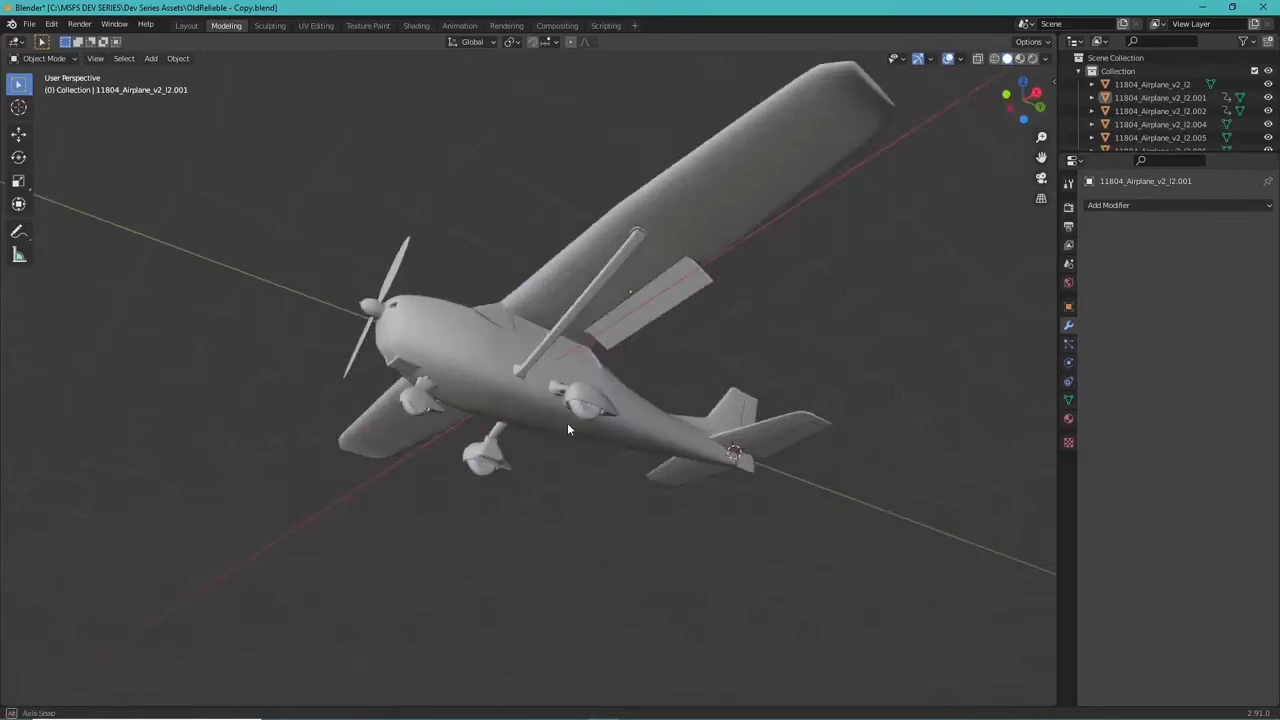 Blender* [C:\MSFS DEV SERIES\Dev Series Assets\OldReliable - Copy.blend]
File Edit Render Window Help Layout Modeling Sculpting UV Editing Texture Paint Shading Animation Rendering Compositing Scripting + Scene View Layer
Global Options
Object Mode View Select Add Object
User Perspective
(0) Collection | 11804_Airplane_v2_l2.001
Scene Collection
Collection
11804_Airplane_v2_l2
11804_Airplane_v2_l2.001
11804_Airplane_v2_l2.002
11804_Airplane_v2_l2.004
11804_Airplane_v2_l2.005
11804_Airplane_v2_l2.001
Add Modifier
Axis Snap
2.91.0